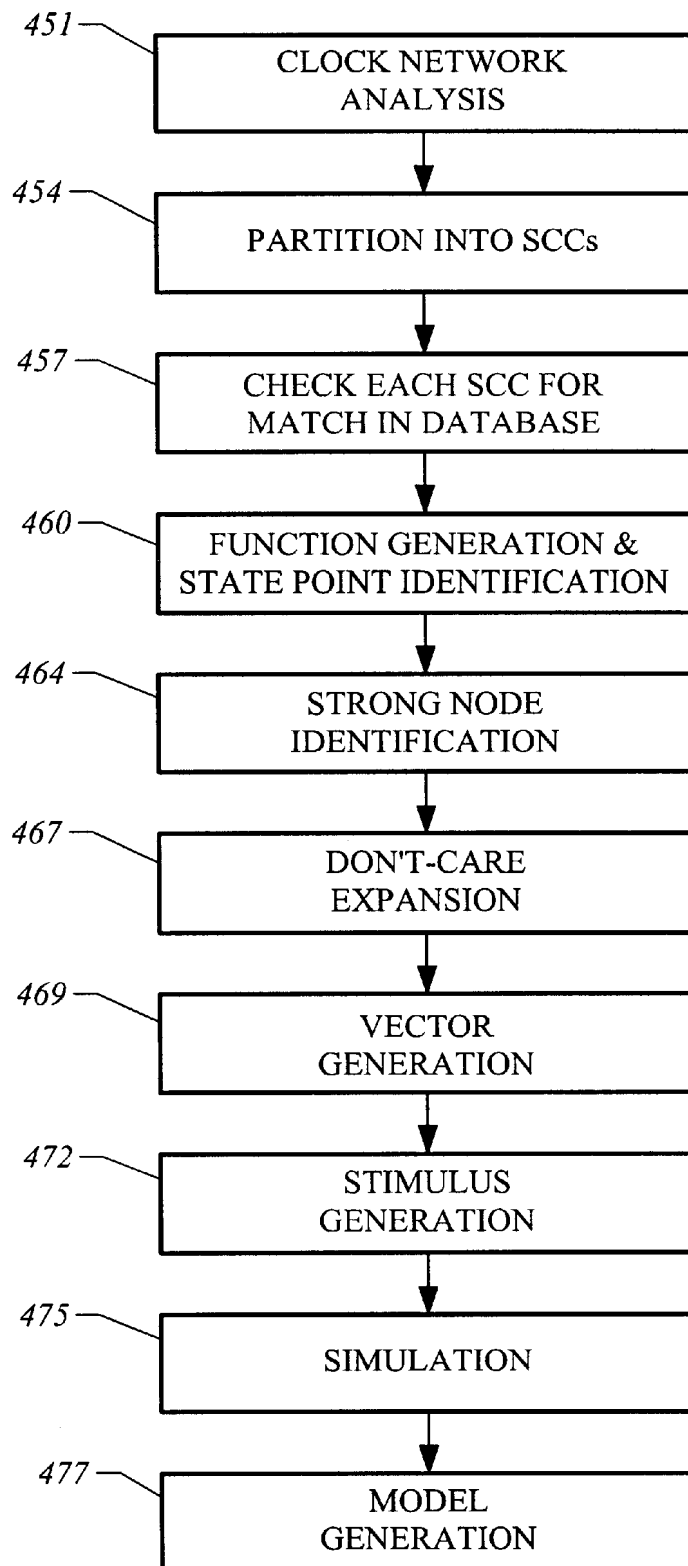 451
CLOCK NETWORK
ANALYSIS
454
PARTITION INTO SCCs
457
CHECK EACH SCC FOR
MATCH IN DATABASE
460
FUNCTION GENERATION &
STATE POINT IDENTIFICATION
464
STRONG NODE
IDENTIFICATION
467
DON'T-CARE
EXPANSION
469
VECTOR
GENERATION
472
STIMULUS
GENERATION
475
SIMULATION
477
MODEL
GENERATION